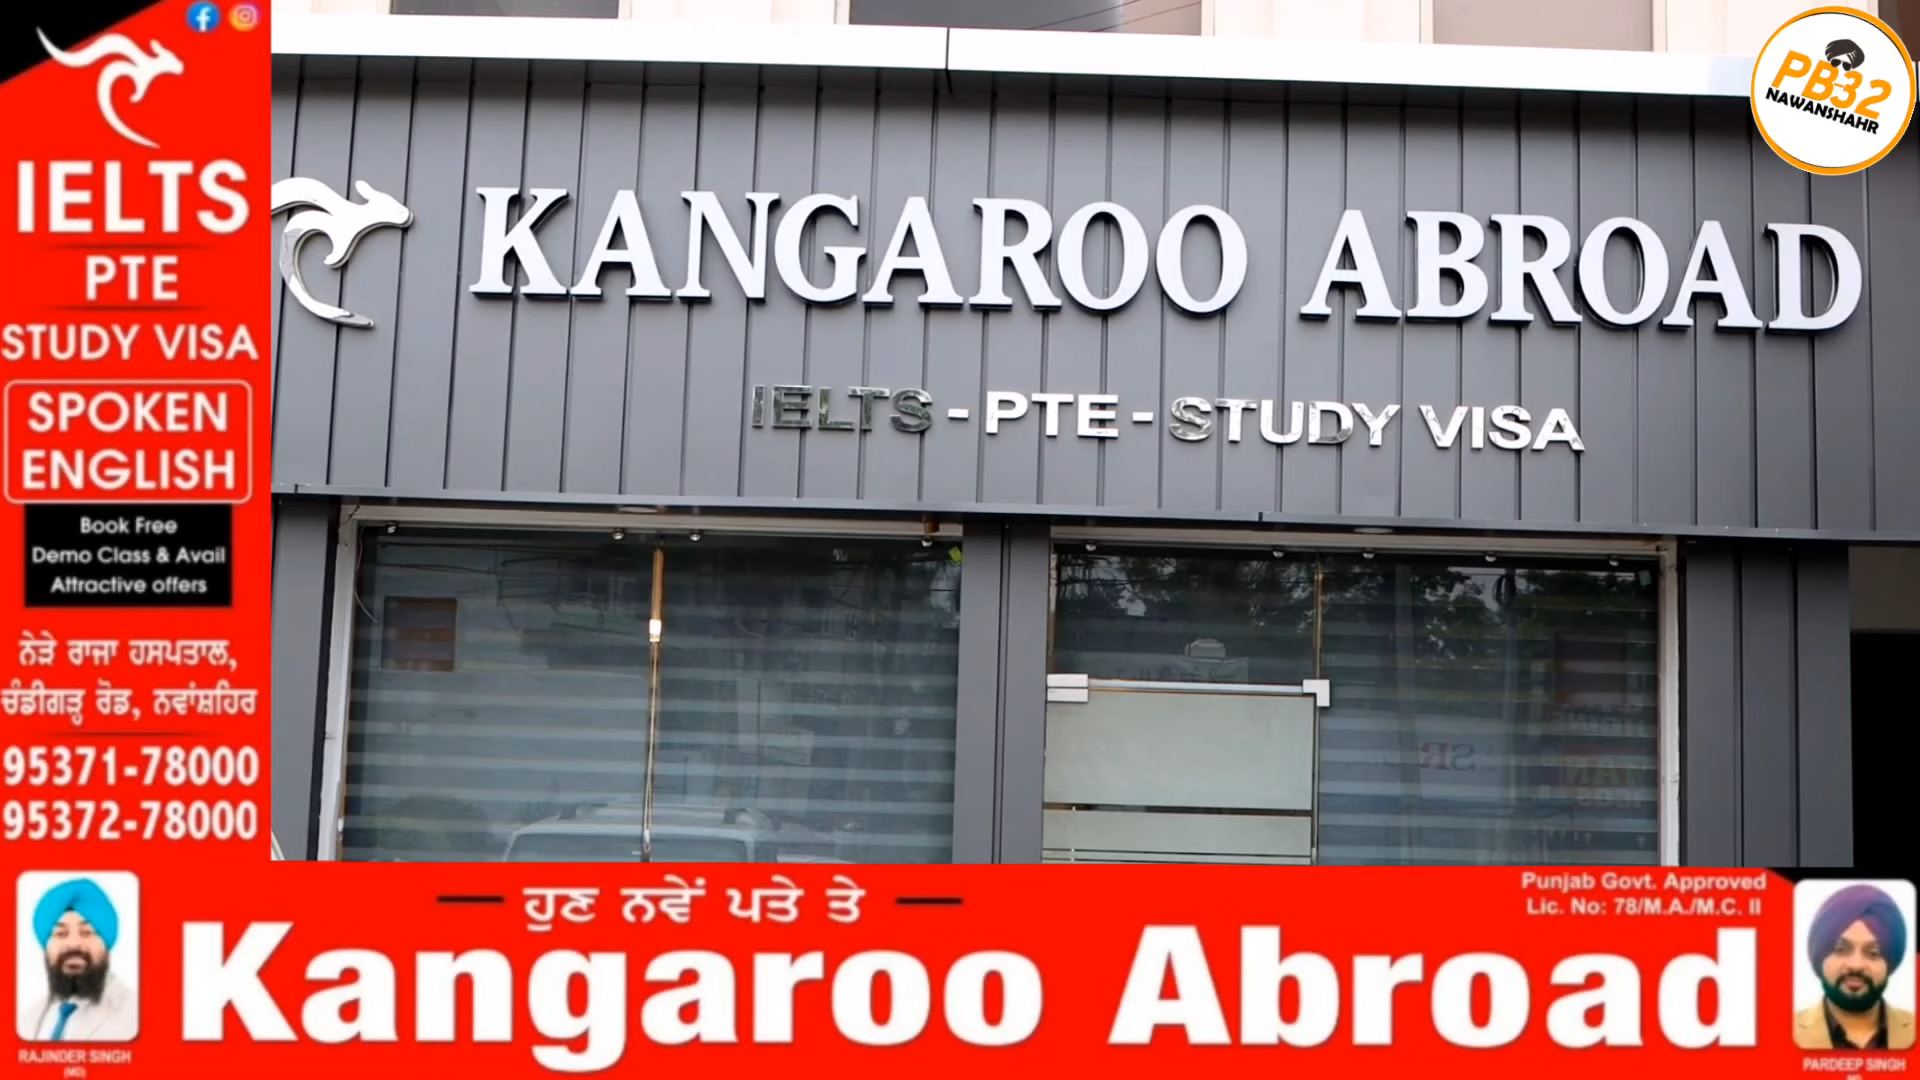 IELTS
PTE
STUDY VISA
SPOKEN
ENGLISH
Book Free
Demo Class & Avail
Attractive offers
ਨੇੜੇ ਰਾਜਾ ਹਸਪਤਾਲ,
ਚੰਡੀਗੜ੍ਹ ਰੋਡ, ਨਵਾਂਸ਼ਹਿਰ
95371-78000
95372-78000
KANGAROO ABROAD
IELTS - PTE - STUDY VISA
PB32
NAWANSHAHR
ਹੁਣ ਨਵੇਂ ਪਤੇ ਤੇ
Kangaroo Abroad
Punjab Govt. Approved
Lic. No: 78/M.A./M.C. II
RAJINDER SINGH
(MD)
PARDEEP SINGH